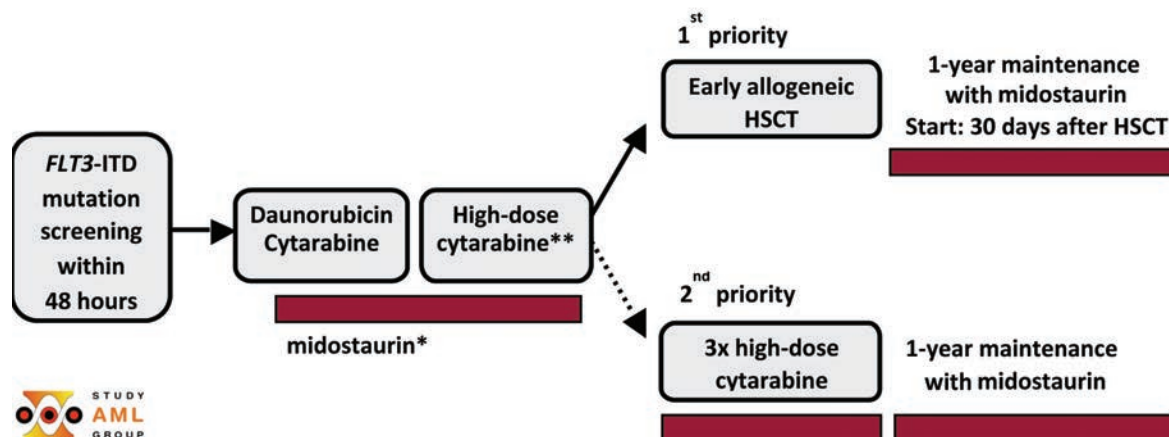 FLT3-ITD
mutation
screening
within
48 hours
Daunorubicin
Cytarabine
High-dose
cytarabine**
midostaurin*
1st priority
Early allogeneic
HSCT
1-year maintenance
with midostaurin
Start: 30 days after HSCT
2nd priority
3x high-dose
cytarabine
1-year maintenance
with midostaurin
STUDY
AML
GROUP